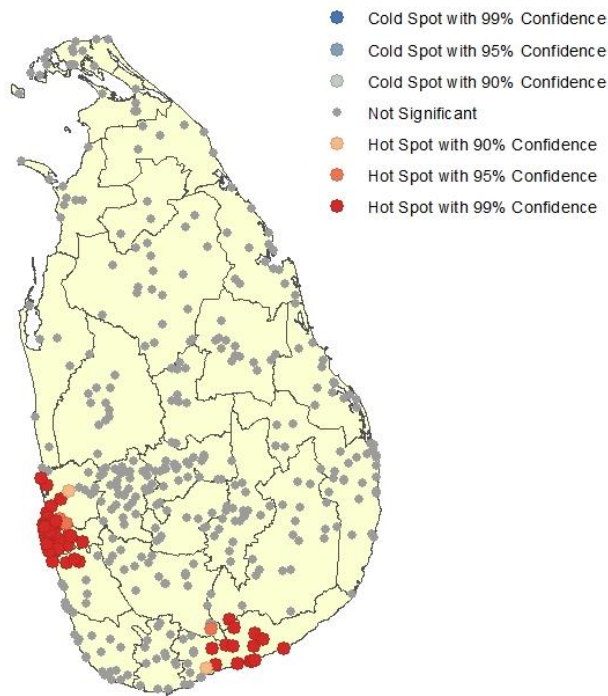 Cold Spot with 99% Confidence
Cold Spot with 95% Confidence
Cold Spot with 90% Confidence
Not Significant
Hot Spot with 90% Confidence
Hot Spot with 95% Confidence
Hot Spot with 99% Confidence